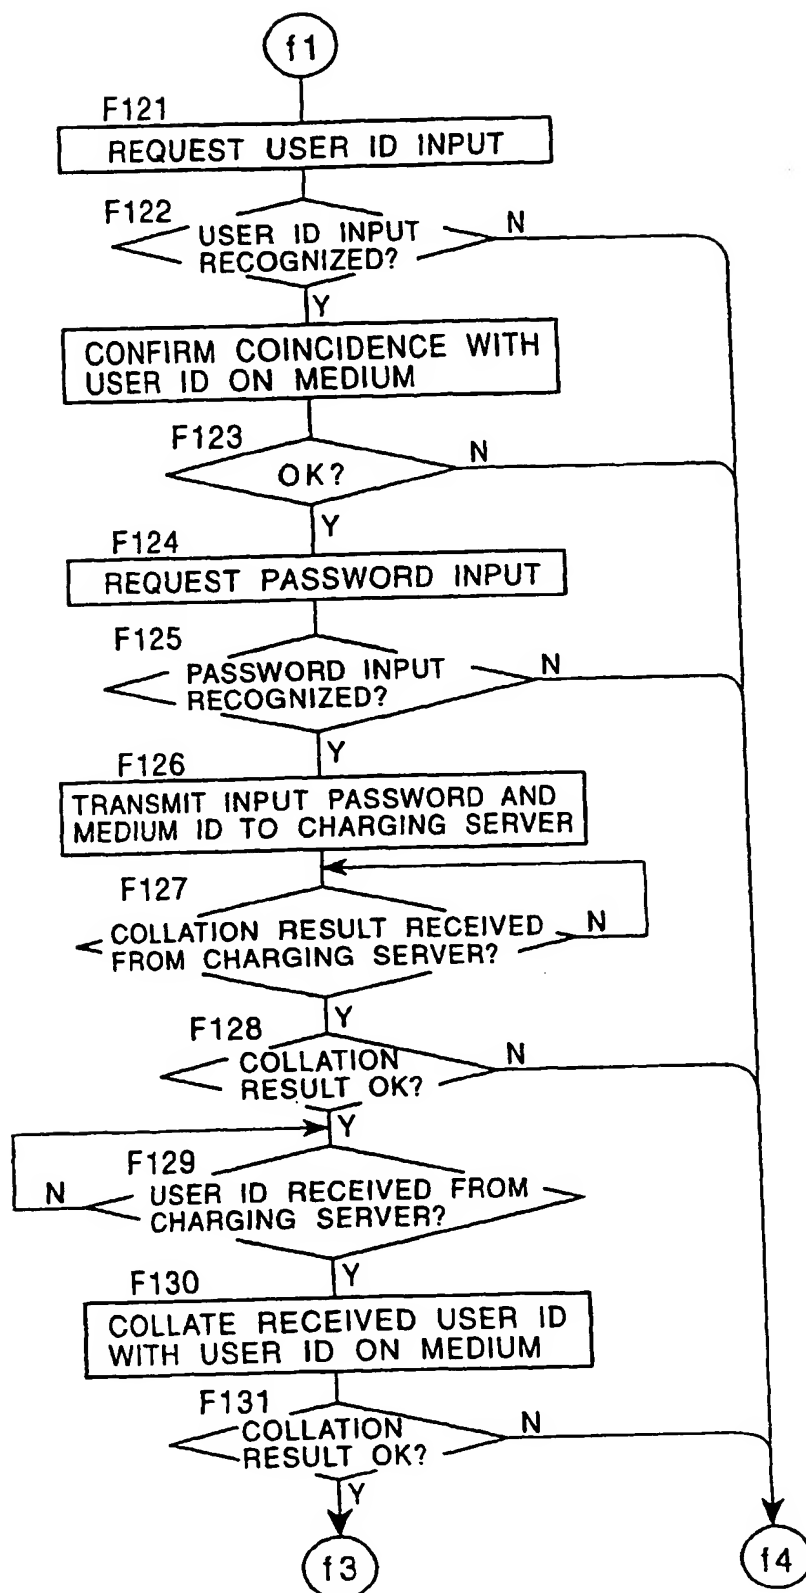 f1
F121
REQUEST USER ID INPUT
F122
USER ID INPUT
RECOGNIZED?
N
Y
CONFIRM COINCIDENCE WITH
USER ID ON MEDIUM
F123
OK?
N
Y
F124
REQUEST PASSWORD INPUT
F125
PASSWORD INPUT
RECOGNIZED?
N
Y
F126
TRANSMIT INPUT PASSWORD AND
MEDIUM ID TO CHARGING SERVER
F127
COLLATION RESULT RECEIVED
FROM CHARGING SERVER?
N
Y
F128
COLLATION
RESULT OK?
N
Y
F129
N
USER ID RECEIVED FROM
CHARGING SERVER?
Y
F130
COLLATE RECEIVED USER ID
WITH USER ID ON MEDIUM
F131
COLLATION
RESULT OK?
N
Y
f3
f4